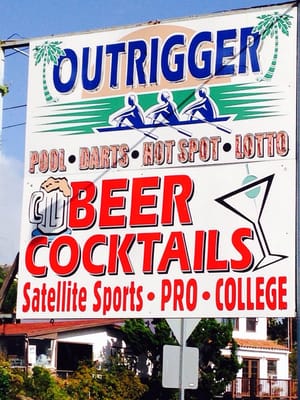 OUTRIGGER
POOL • DARTS • HOT SPOT • LOTTO
BEER
COCKTAILS
Satellite Sports • PRO • COLLEGE